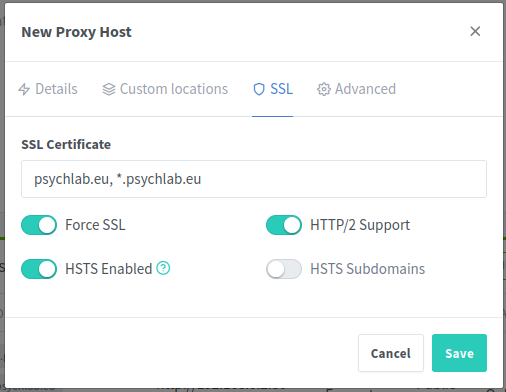 New Proxy Host
Details Custom locations SSL Advanced
SSL Certificate
psychlab.eu, *.psychlab.eu
Force SSL HTTP/2 Support
HSTS Enabled HSTS Subdomains
Cancel Save